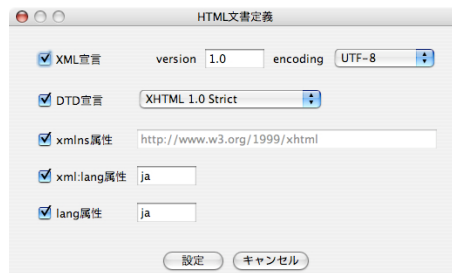 HTML文書定義
XML宣言 version 1.0 encoding UTF-8
DTD宣言 XHTML 1.0 Strict
xmlns属性 http://www.w3.org/1999/xhtml
xml:lang属性 ja
lang属性 ja
設定 キャンセル